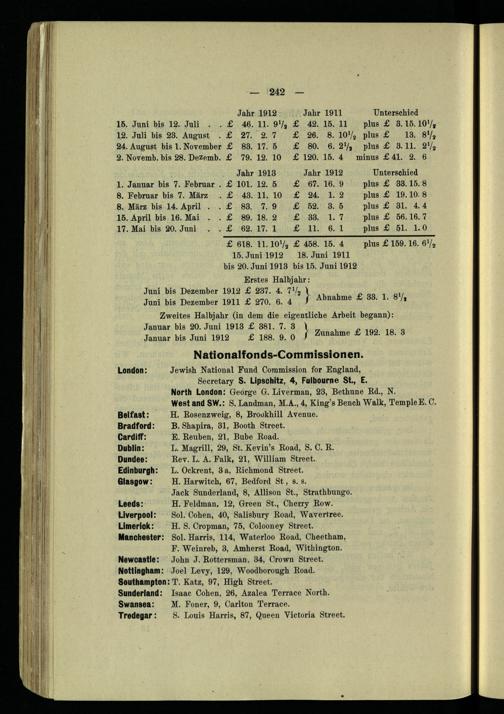 — 242 —
Jahr 1912 Jahr 1911 Unterschied
15. Juni bis 12. Juli . . £ 46. 11. 9½ £ 42. 15. 11 plus £ 3. 15. 10½
12. Juli bis 23. August . £ 27. 2. 7 £ 26. 8. 10½ plus £ 13. 8½
24. August bis 1. November £ 83. 17. 5 £ 80. 6. 2½ plus £ 3. 11. 2½
2. Novemb. bis 28. Dezemb. £ 79. 12. 10 £ 120. 15. 4 minus £ 41. 2. 6
Jahr 1913 Jahr 1912 Unterschied
1. Januar bis 7. Februar . £ 101. 12. 5 £ 67. 16. 9 plus £ 33. 15. 8
8. Februar bis 7. März . £ 43. 11. 10 £ 24. 1. 2 plus £ 19. 10. 8
8. März bis 14. April . . £ 83. 7. 9 £ 52. 3. 5 plus £ 31. 4. 4
15. April bis 16. Mai . . £ 89. 18. 2 £ 33. 1. 7 plus £ 56. 16. 7
17. Mai bis 20. Juni . . £ 62. 17. 1 £ 11. 6. 1 plus £ 51. 1. 0
£ 618. 11. 10½ £ 458. 15. 4 plus £ 159. 16. 6½
15. Juni 1912 18. Juni 1911
bis 20. Juni 1913 bis 15. Juni 1912
Erstes Halbjahr:
Juni bis Dezember 1912 £ 237. 4. 7½
Juni bis Dezember 1911 £ 270. 6. 4 } Abnahme £ 33. 1. 8½
Zweites Halbjahr (in dem die eigentliche Arbeit begann):
Januar bis 20. Juni 1913 £ 381. 7. 3
Januar bis Juni 1912 £ 188. 9. 0 } Zunahme £ 192. 18. 3
Nationalfonds-Commissionen.
London: Jewish National Fund Commission for England,
Secretary S. Lipschitz, 4, Fulbourne St., E.
North London: George G. Liverman, 23, Bethune Rd., N.
West and SW.: S. Landman, M.A., 4, King's Bench Walk, Temple E. C.
Belfast: H. Rosenzweig, 8, Brookhill Avenue.
Bradford: B. Shapira, 31, Booth Street.
Cardiff: E. Reuben, 21, Bube Road.
Dublin: L. Magrill, 29, St. Kevin's Road, S. C. R.
Dundee: Rev. L. A. Falk, 21, William Street.
Edinburgh: L. Ockrent, 3a, Richmond Street.
Glasgow: H. Harwitch, 67, Bedford St, s. s.
Jack Sunderland, 8, Allison St., Strathbungo.
Leeds: H. Feldman, 12, Green St., Cherry Row.
Liverpool: Sol. Cohen, 40, Salisbury Road, Wavertree.
Limerick: H. S. Cropman, 75, Colooney Street.
Manchester: Sol. Harris, 114, Waterloo Road, Cheetham,
F. Weinreb, 3, Amherst Road, Withington.
Newcastle: John J. Rottersman, 34, Crown Street.
Nottingham: Joel Levy, 129, Woodborough Road.
Southampton: T. Katz, 97, High Street.
Sunderland: Isaac Cohen, 26, Azalea Terrace North.
Swansea: M. Foner, 9, Carlton Terrace.
Tredegar: S. Louis Harris, 87, Queen Victoria Street.